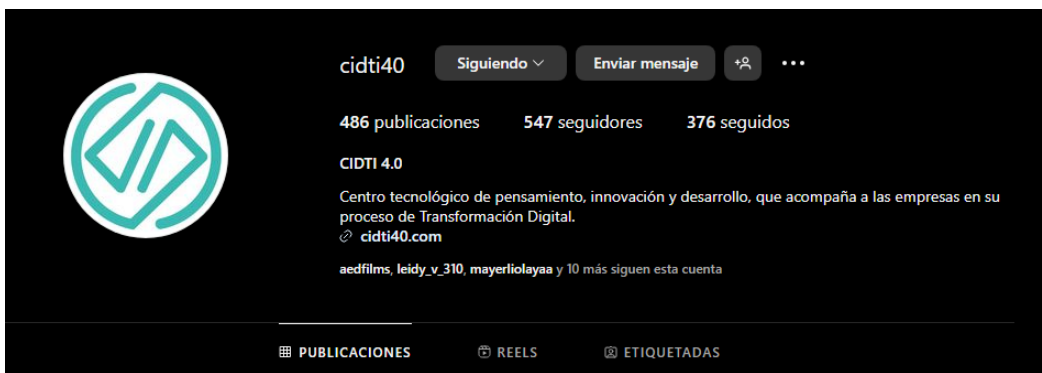 cidti40 Siguiendo Enviar mensaje
486 publicaciones 547 seguidores 376 seguidos
CIDTI 4.0
Centro tecnológico de pensamiento, innovación y desarrollo, que acompaña a las empresas en su
proceso de Transformación Digital.
cidti40.com
aedfilms, leidy_v_310, mayerliolayaa y 10 más siguen esta cuenta
PUBLICACIONES REELS ETIQUETADAS